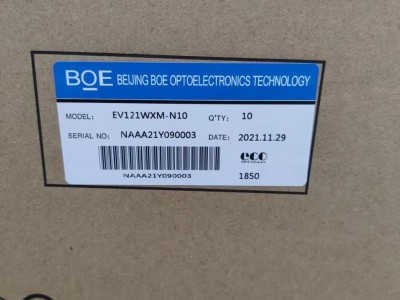 BOE BEIJING BOE OPTOELECTRONICS TECHNOLOGY
MODEL: EV121WXM-N10 Q'TY: 10
SERIAL NO: NAAA21Y090003 DATE: 2021.11.29
eco
NAAA21Y090003 1850